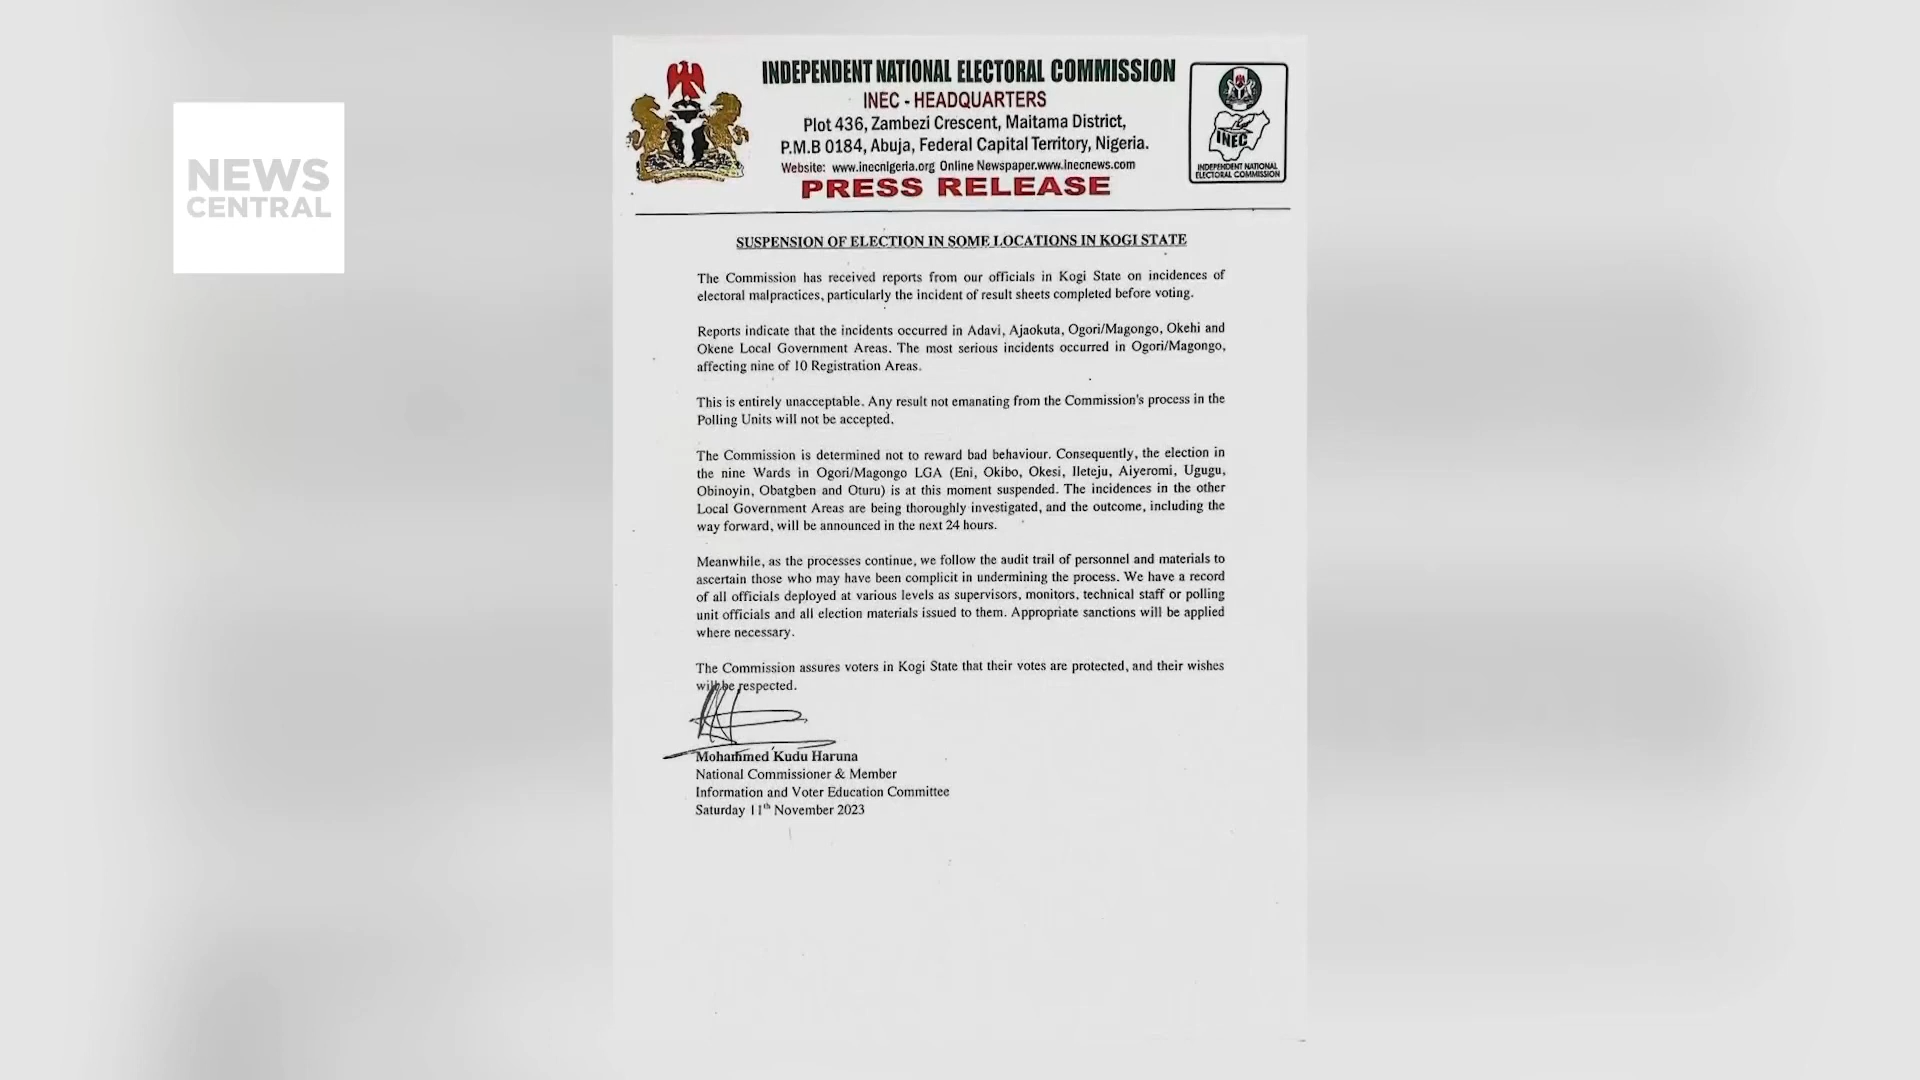 NEWS
CENTRAL
INDEPENDENT NATIONAL ELECTORAL COMMISSION
INEC - HEADQUARTERS
Plot 436, Zambezi Crescent, Maitama District,
P.M.B 0184, Abuja, Federal Capital Territory, Nigeria.
Website: www.inecnigeria.org Online Newspaper.www.inecnews.com
PRESS RELEASE
INEC
INDEPENDENT NATIONAL
ELECTORAL COMMISSION
SUSPENSION OF ELECTION IN SOME LOCATIONS IN KOGI STATE
The Commission has received reports from our officials in Kogi State on incidences of
electoral malpractices, particularly the incident of result sheets completed before voting.
Reports indicate that the incidents occurred in Adavi, Ajaokuta, Ogori/Magongo, Okehi and
Okene Local Government Areas. The most serious incidents occurred in Ogori/Magongo,
affecting nine of 10 Registration Areas.
This is entirely unacceptable. Any result not emanating from the Commission's process in the
Polling Units will not be accepted.
The Commission is determined not to reward bad behaviour. Consequently, the election in
the nine Wards in Ogori/Magongo LGA (Eni, Okibo, Okesi, Ileteju, Aiyeromi, Ugugu,
Obinoyin, Obatgben and Oturu) is at this moment suspended. The incidences in the other
Local Government Areas are being thoroughly investigated, and the outcome, including the
way forward, will be announced in the next 24 hours.
Meanwhile, as the processes continue, we follow the audit trail of personnel and materials to
ascertain those who may have been complicit in undermining the process. We have a record
of all officials deployed at various levels as supervisors, monitors, technical staff or polling
unit officials and all election materials issued to them. Appropriate sanctions will be applied
where necessary.
The Commission assures voters in Kogi State that their votes are protected, and their wishes
will be respected.
Mohammed Kudu Haruna
National Commissioner & Member
Information and Voter Education Committee
Saturday 11th November 2023